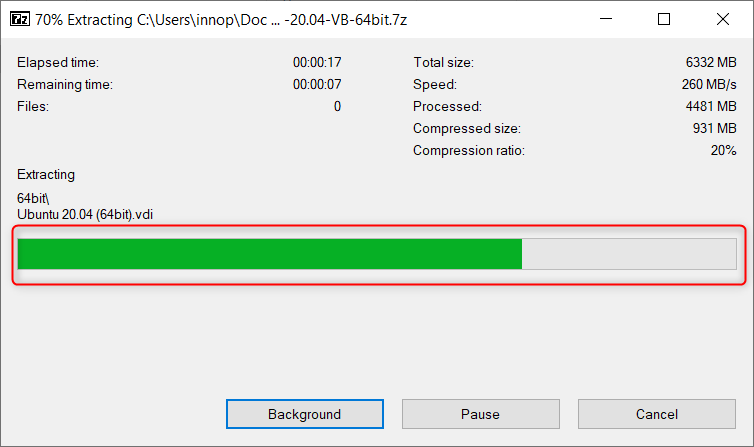 7z 70% Extracting C:\Users\innop\Doc ... -20.04-VB-64bit.7z
Elapsed time: 00:00:17
Remaining time: 00:00:07
Files: 0
Total size: 6332 MB
Speed: 260 MB/s
Processed: 4481 MB
Compressed size: 931 MB
Compression ratio: 20%
Extracting
64bit\
Ubuntu 20.04 (64bit).vdi
Background Pause Cancel